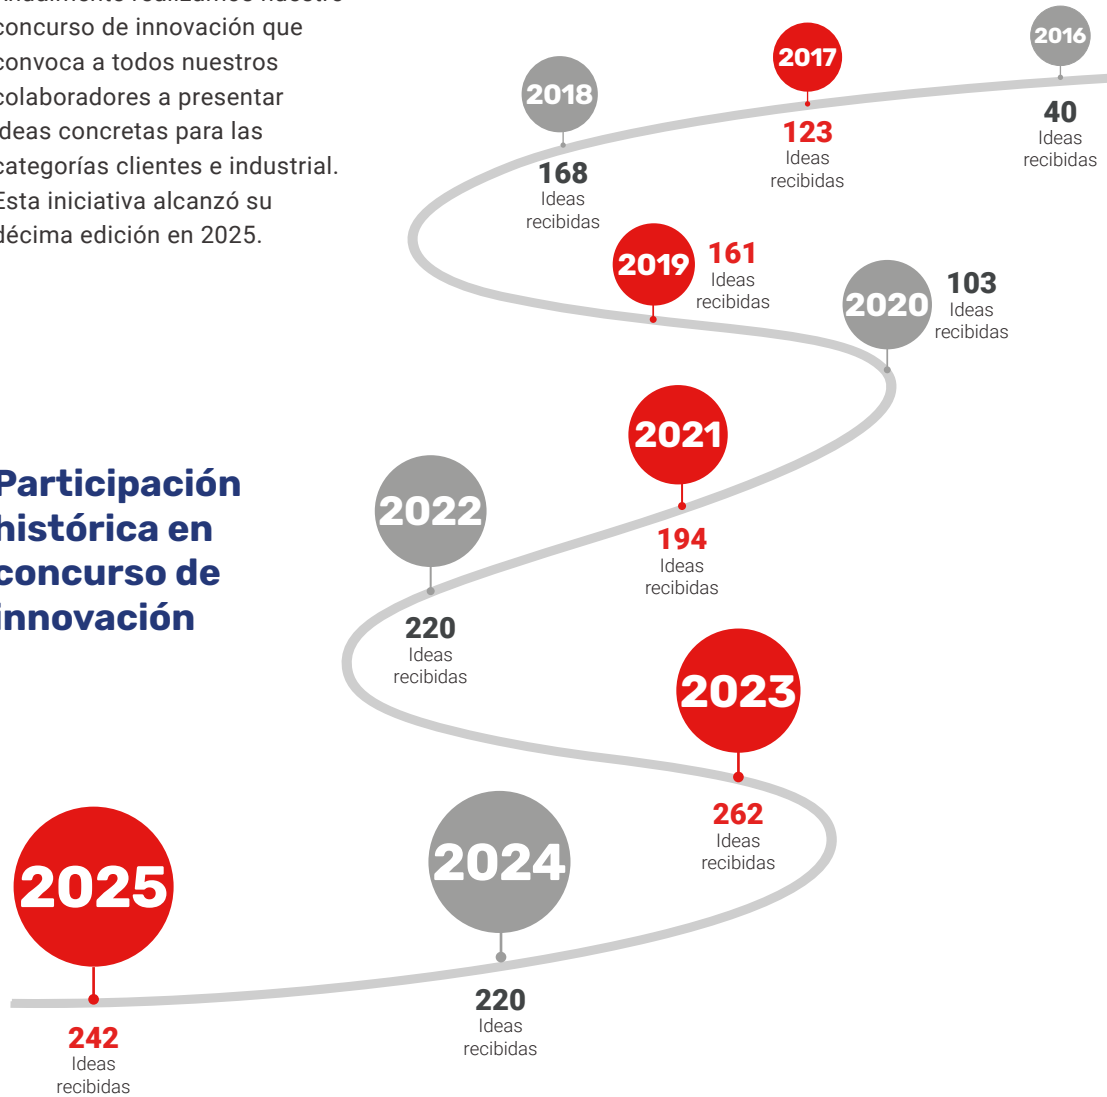 concurso de innovación que
convoca a todos nuestros
colaboradores a presentar
ideas concretas para las
categorías clientes e industrial.
Esta iniciativa alcanzó su
décima edición en 2025.
2016
40
Ideas
recibidas
2017
123
Ideas
recibidas
2018
168
Ideas
recibidas
2019
161
Ideas
recibidas
2020
103
Ideas
recibidas
2021
194
Ideas
recibidas
Participación
histórica en
concurso de
innovación
2022
220
Ideas
recibidas
2023
262
Ideas
recibidas
2024
220
Ideas
recibidas
2025
242
Ideas
recibidas